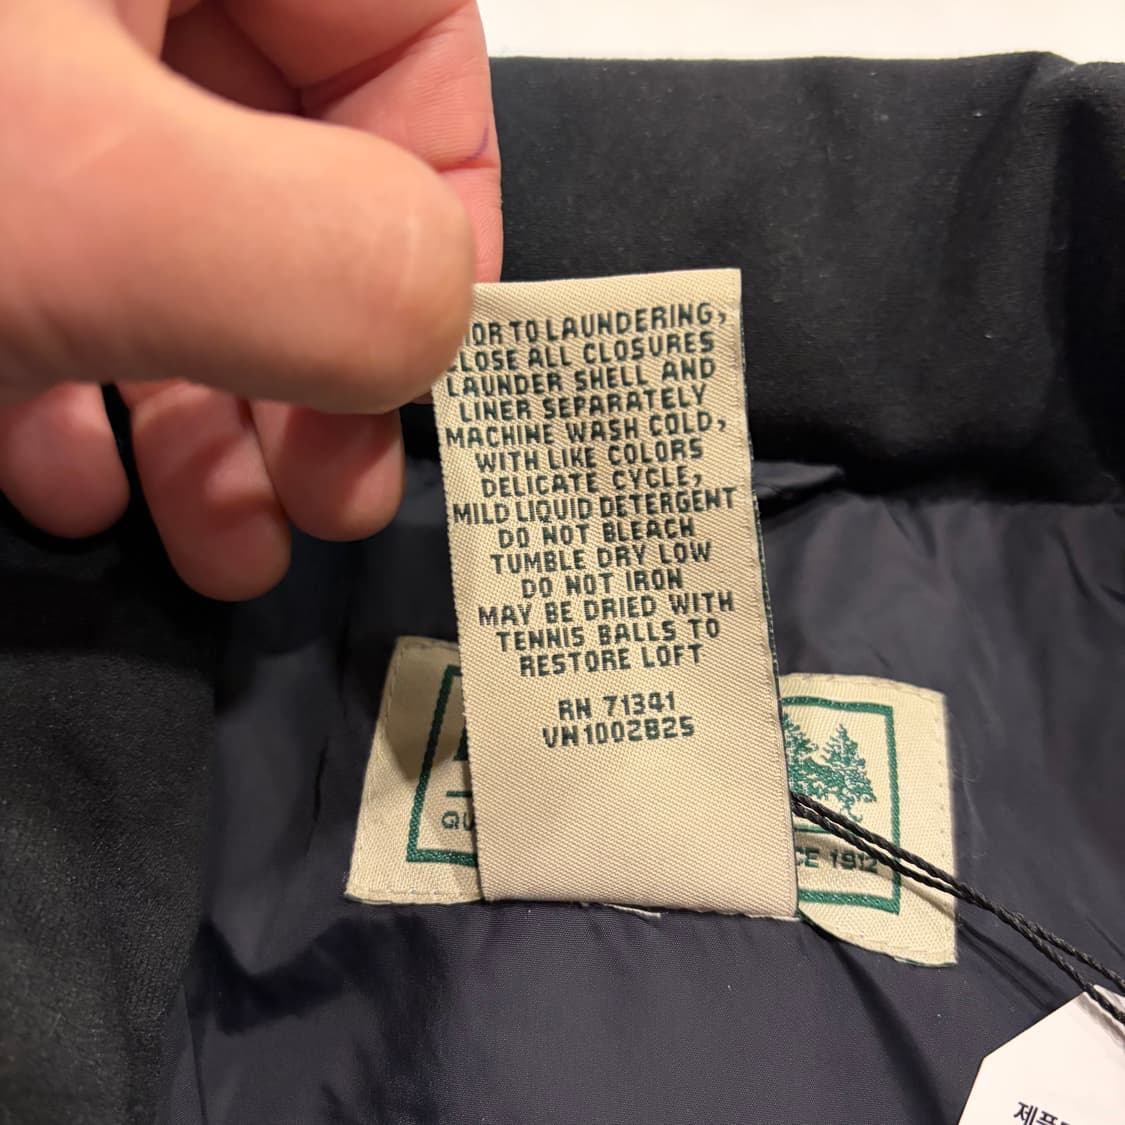 TO LAUNDERING,
ALL CLOSURES
LAUNDER SHELL AND
LINER SEPARATELY
MACHINE WASH COLD,
WITH LIKE COLORS
DELICATE CYCLE,
MILD LIQUID DETERGENT
DO NOT BLEACH
TUMBLE DRY LOW
DO NOT IRON
MAY BE DRIED WITH
TENNIS BALLS TO
RESTORE LOFT
RN 71341
VN1002825
1912